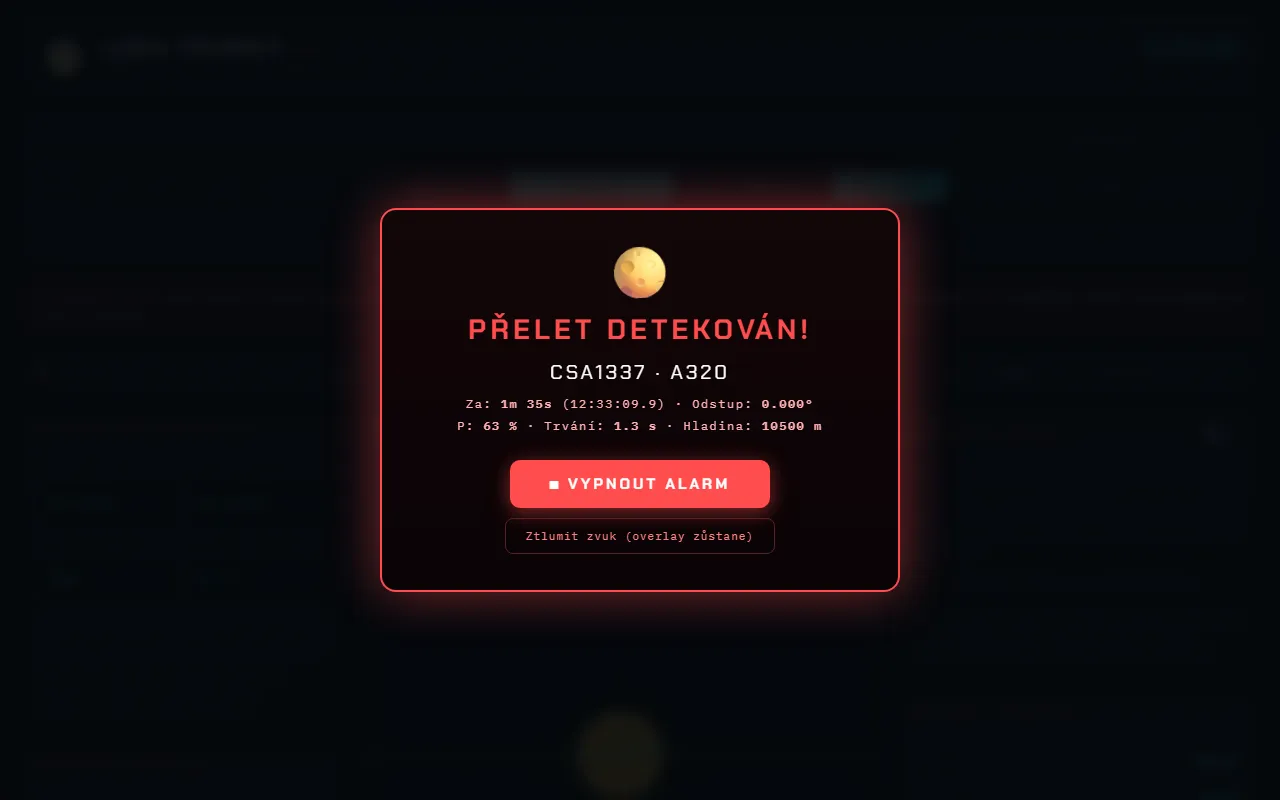 PŘELET DETEKOVÁN!
CSA1337 · A320
Za: 1m 35s (12:33:09.9) · Odstup: 0.000°
P: 63 % · Trvání: 1.3 s · Hladina: 10500 m
■ VYPNOUT ALARM
Ztlumit zvuk (overlay zůstane)